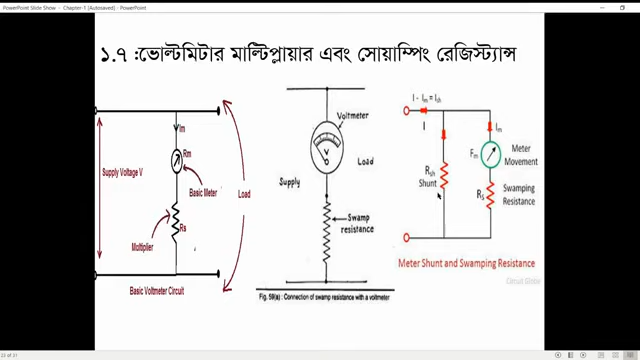 PowerPoint Slide Show - Chapter-1 [Autosaved] - PowerPoint
১.৭ :ভোল্টমিটার মাল্টিপ্লায়ার এবং সোয়াম্পিং রেজিস্ট্যান্স
Supply Voltage V
Im
Rm
Basic Meter
Load
Rs
Multiplier
Basic Voltmeter Circuit
Voltmeter
V
Load
Supply
Swamp
resistance
Fig. 59(a) : Connection of swamp resistance with a voltmeter
I - Im = Ish
I
Im
Meter
Movement
Rsh
Shunt
Rs
Swamping
Resistance
Meter Shunt and Swamping Resistance
Circuit Globe